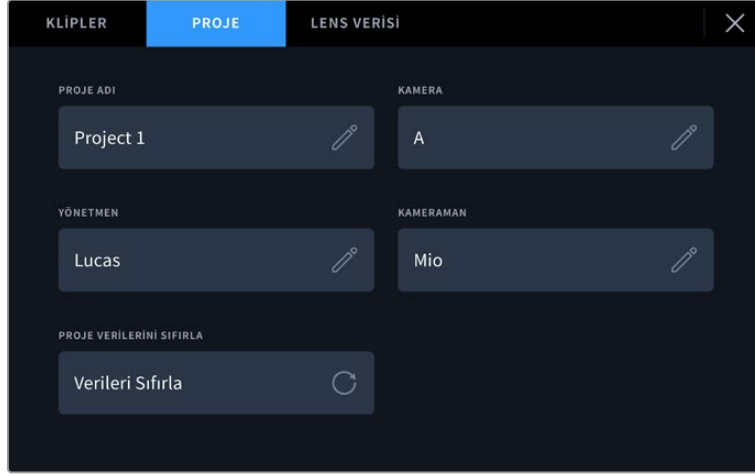 KLİPLER PROJE LENS VERİSİ
PROJE ADI KAMERA
Project 1 A
YÖNETMEN KAMERAMAN
Lucas Mio
PROJE VERİLERİNİ SIFIRLA
Verileri Sıfırla